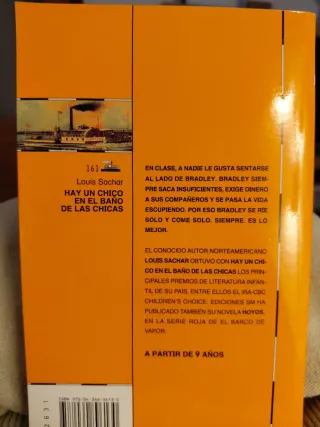 161
Louis Sachar
HAY UN CHICO
EN EL BAÑO
DE LAS CHICAS
EN CLASE, A NADIE LE GUSTA SENTARSE
AL LADO DE BRADLEY. BRADLEY SIEM-
PRE SACA INSUFICIENTES, EXIGE DINERO
A SUS COMPAÑEROS Y SE PASA LA VIDA
ESCUPIENDO. POR ESO BRADLEY SE RÍE
SOLO Y COME SOLO. SIEMPRE. ES LO
MEJOR.
EL CONOCIDO AUTOR NORTEAMERICANO
LOUIS SACHAR OBTUVO CON HAY UN CHI-
CO EN EL BAÑO DE LAS CHICAS LOS PRIN-
CIPALES PREMIOS DE LITERATURA INFAN-
TIL DE SU PAÍS, ENTRE ELLOS EL IRA-CBC
CHILDREN'S CHOICE. EDICIONES SM HA
PUBLICADO TAMBIÉN SU NOVELA HOYOS,
EN LA SERIE ROJA DE EL BARCO DE
VAPOR.
A PARTIR DE 9 AÑOS